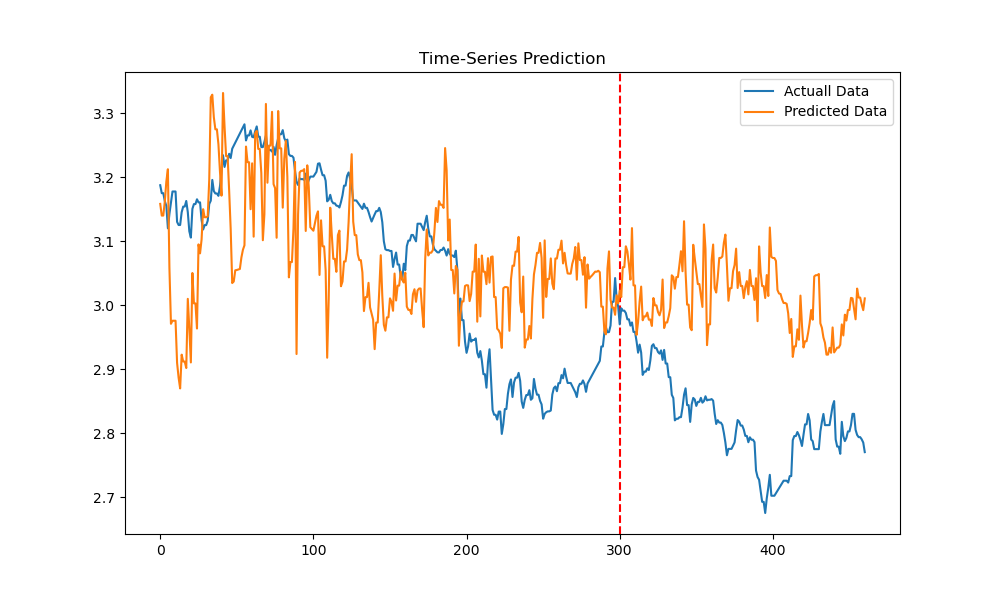 Time-Series Prediction
Actuall Data
Predicted Data
3.3
3.2
3.1
3.0
2.9
2.8
2.7
0 100 200 300 400